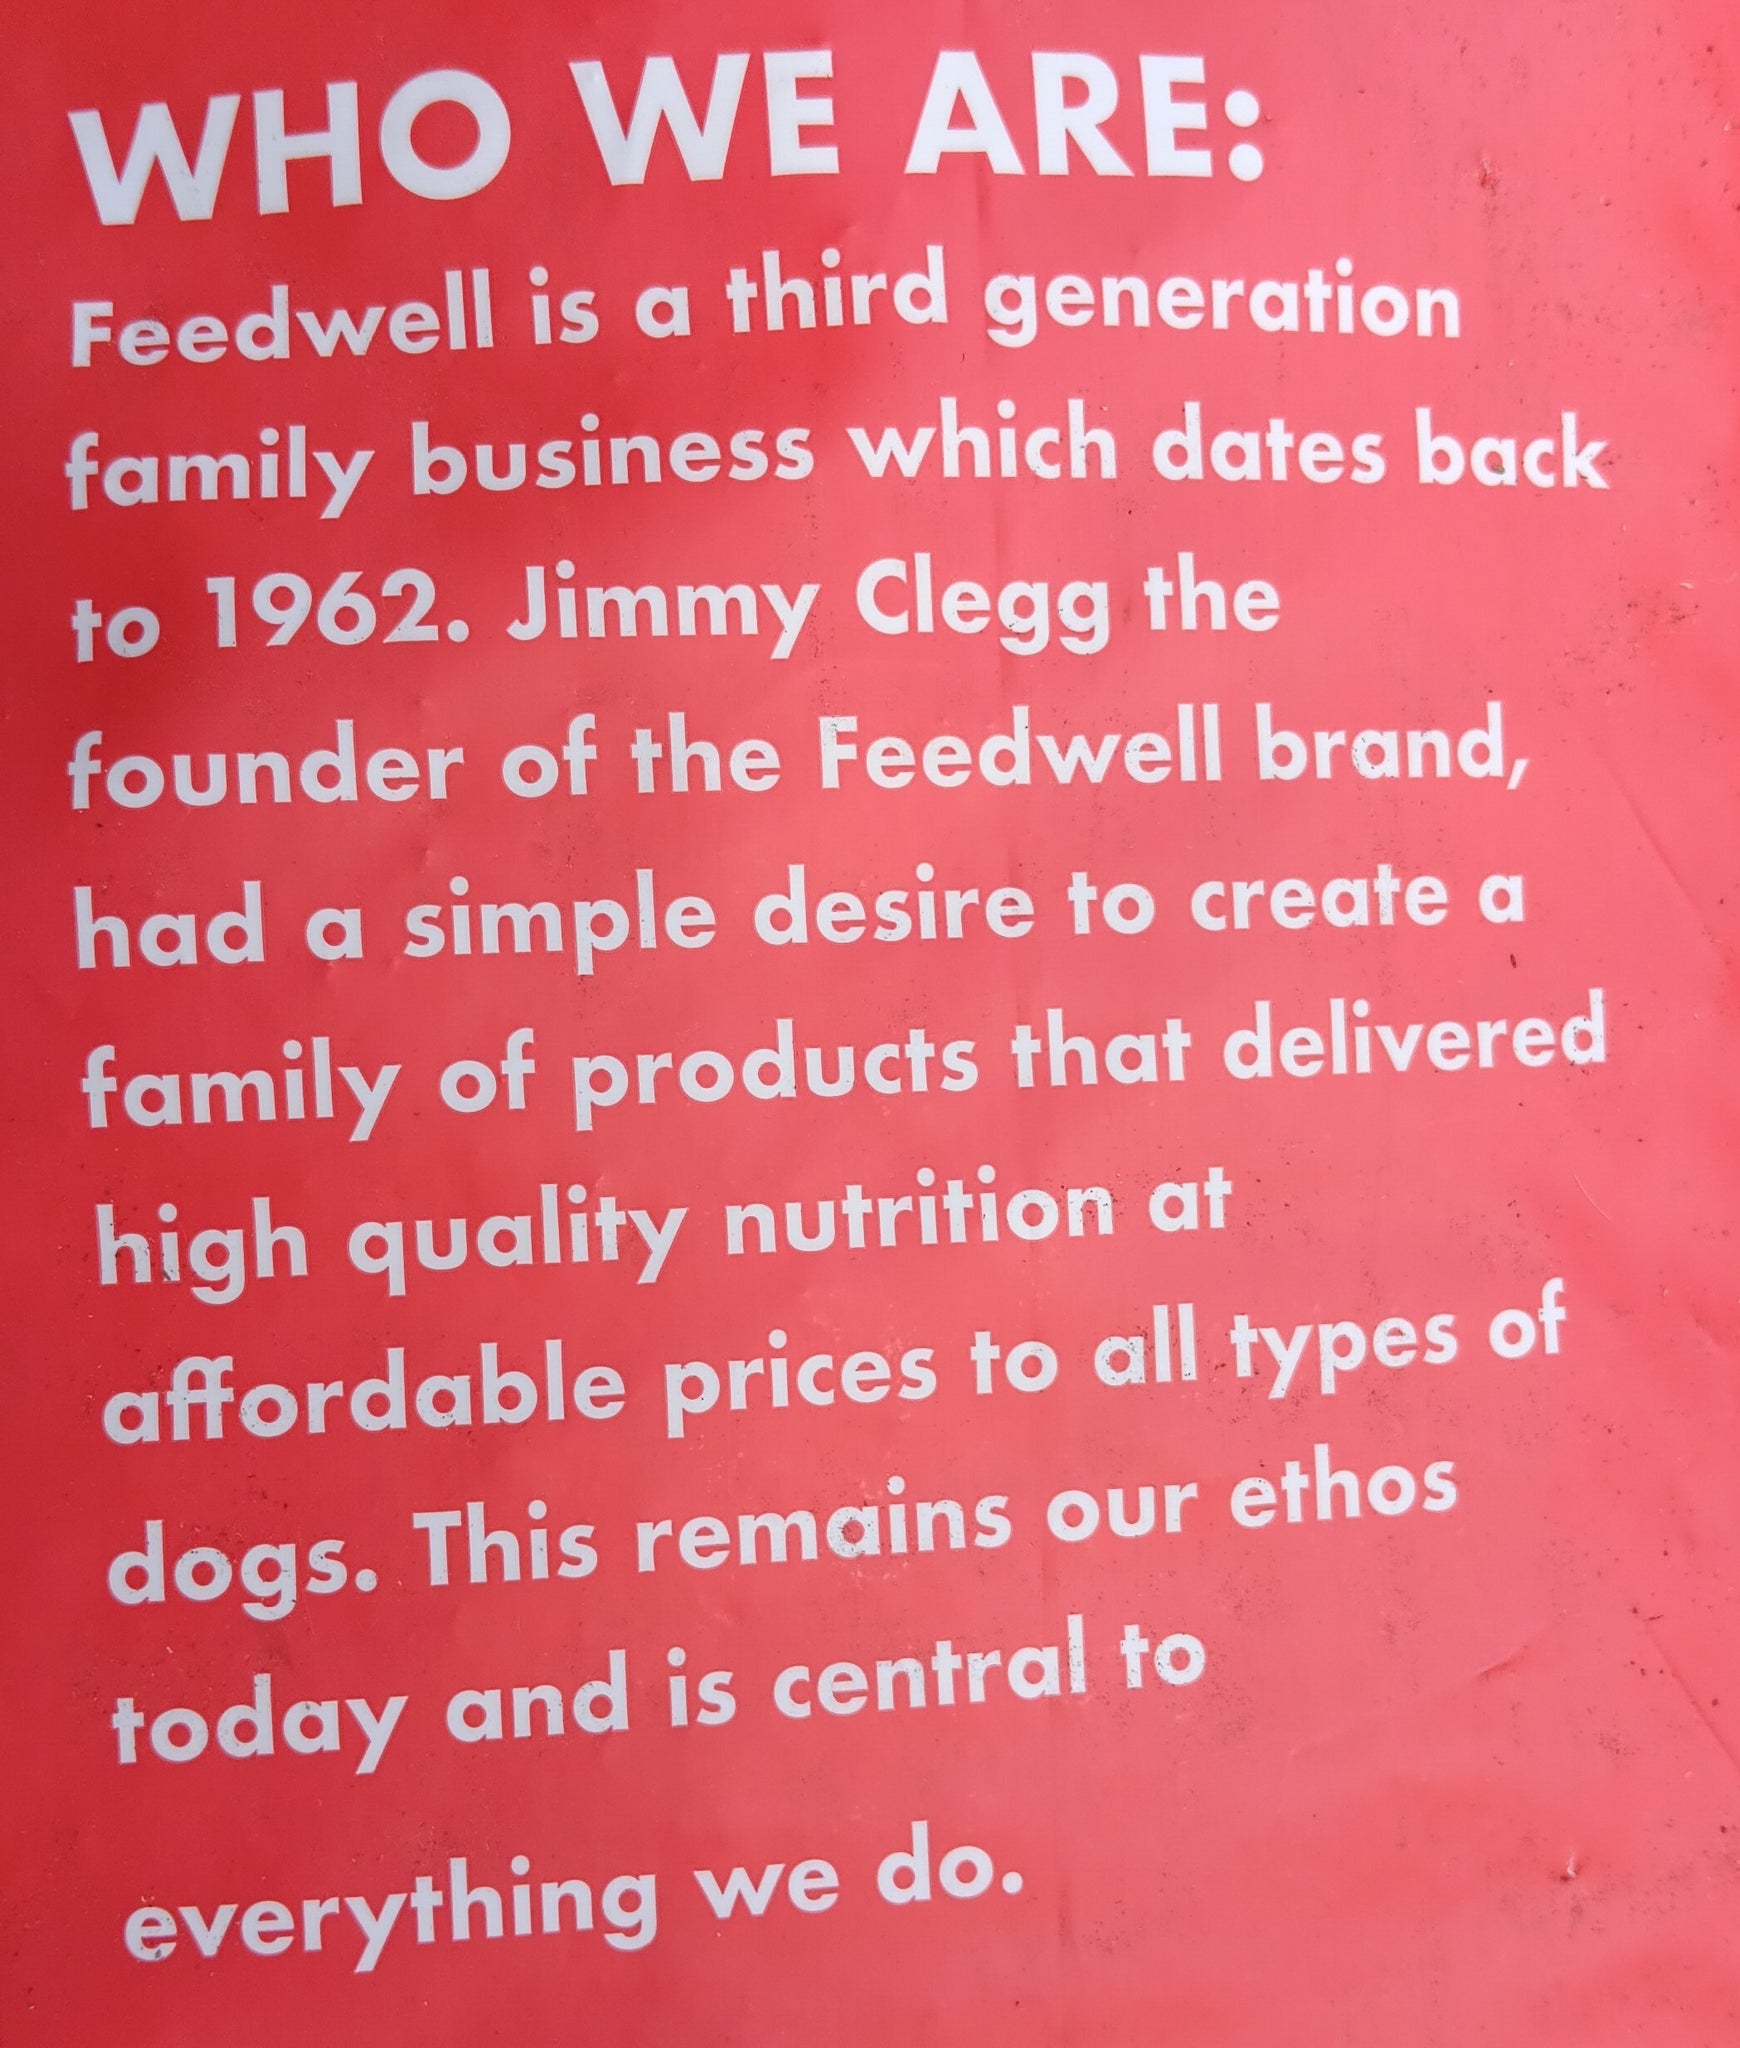 WHO WE ARE:
Feedwell is a third generation
family business which dates back
to 1962. Jimmy Clegg the
founder of the Feedwell brand,
had a simple desire to create a
family of products that delivered
high quality nutrition at
affordable prices to all types of
dogs. This remains our ethos
today and is central to
everything we do.